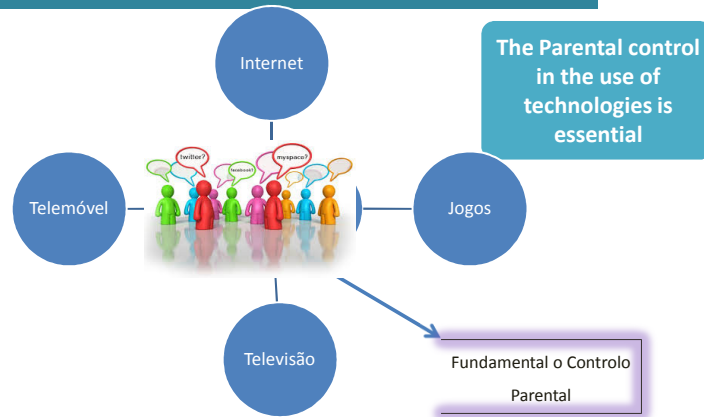 Internet
The Parental control
in the use of
technologies is
essential
twitter?
facebook?
myspace?
Telemóvel
Jogos
Televisão
Fundamental o Controlo
Parental